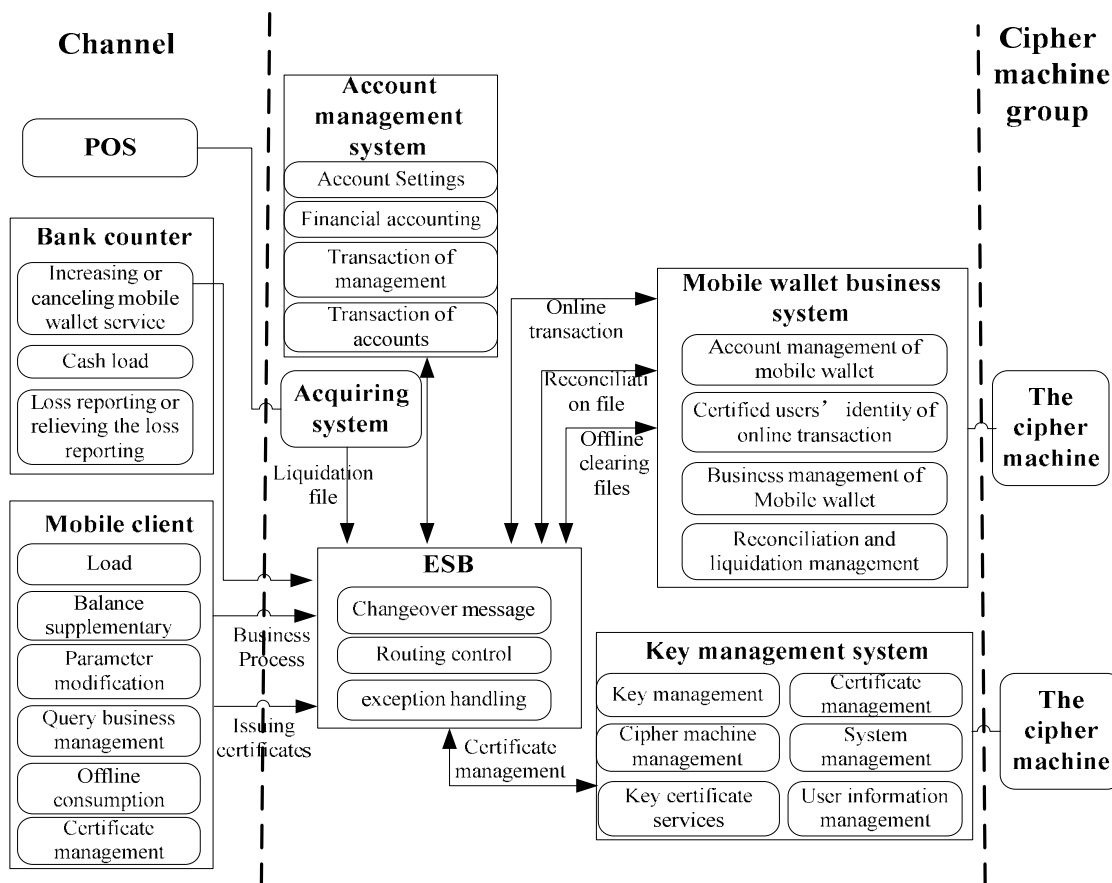 Channel
Cipher
machine
group
POS
Account
management
system
Account Settings
Financial accounting
Transaction of
management
Transaction of
accounts
Bank counter
Increasing or
canceling mobile
wallet service
Cash load
Loss reporting or
relieving the loss
reporting
Acquiring
system
Liquidation
file
Online
transaction
Reconciliati
on file
Offline
clearing
files
Mobile wallet business
system
Account management of
mobile wallet
Certified users’ identity of
online transaction
Business management of
Mobile wallet
Reconciliation and
liquidation management
The
cipher
machine
Mobile client
Load
Balance
supplementary
Parameter
modification
Query business
management
Offline
consumption
Certificate
management
Business
Process
Issuing
certificates
ESB
Changeover message
Routing control
exception handling
Certificate
management
Key management system
Key management
Certificate
management
Cipher machine
management
System
management
Key certificate
services
User information
management
The
cipher
machine